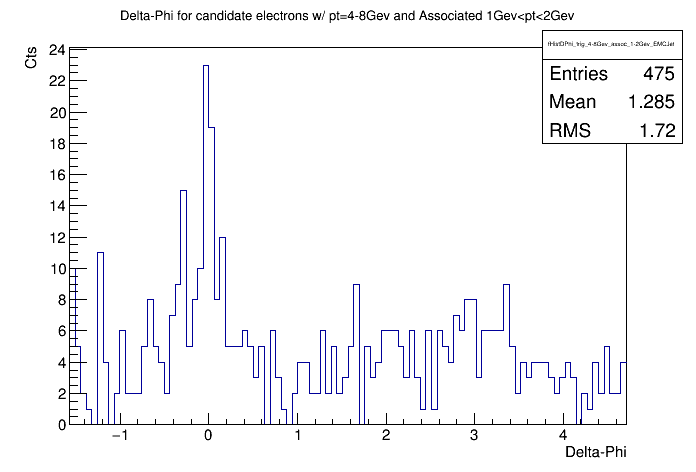 Delta-Phi for candidate electrons w/ pt=4-8Gev and Associated 1Gev<pt<2Gev
fHistDPhi_trig_4-8Gev_assoc_1-2Gev_EMCJet
Entries 475
Mean 1.285
RMS 1.72
Cts
24
22
20
18
16
14
12
10
8
6
4
2
0
−1 0 1 2 3 4
Delta-Phi